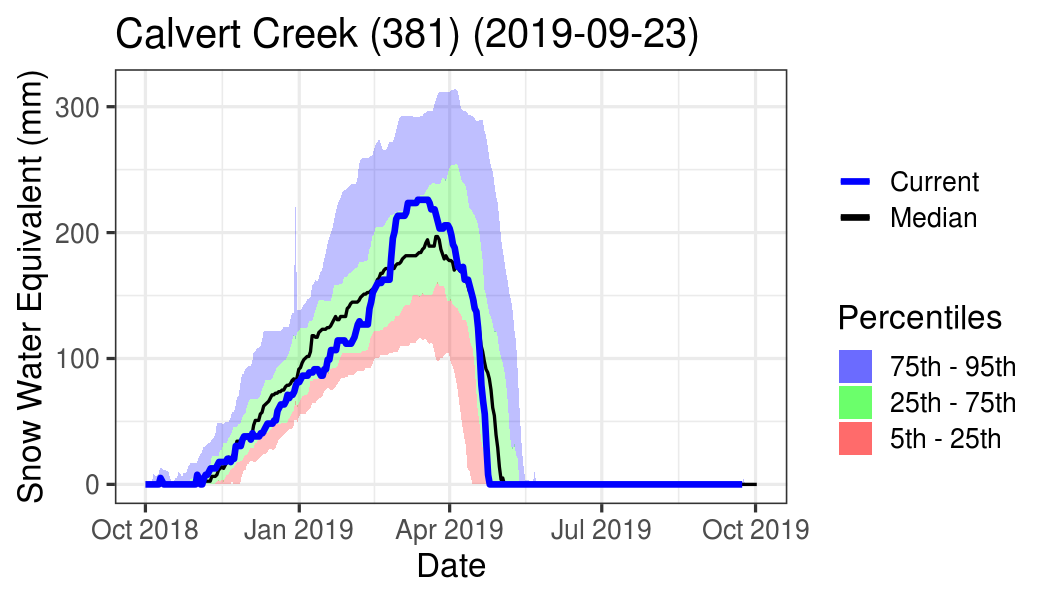 Calvert Creek (381) (2019-09-23)
Snow Water Equivalent (mm)
300
200
100
0
Oct 2018 Jan 2019 Apr 2019 Jul 2019 Oct 2019
Date
Current
Median
Percentiles
75th - 95th
25th - 75th
5th - 25th